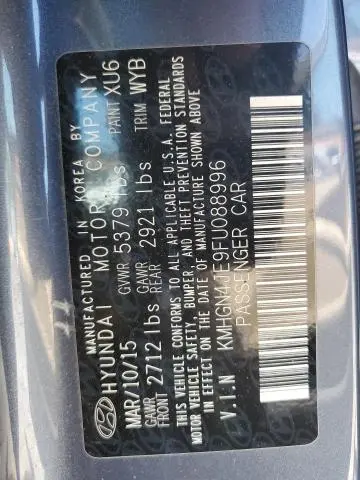 MANUFACTURED IN KOREA BY
HYUNDAI MOTOR COMPANY
MAR/10/15 GVWR 5379 lbs PAINT XU6
GAWR FRONT 2712 lbs GAWR REAR 2921 lbs TRIM WYB
THIS VEHICLE CONFORMS TO ALL APPLICABLE U.S.A. FEDERAL
MOTOR VEHICLE SAFETY, BUMPER, AND THEFT PREVENTION STANDARDS
IN EFFECT ON THE DATE OF MANUFACTURE SHOWN ABOVE
V.I.N KMHGN4JE9FU088996
PASSENGER CAR